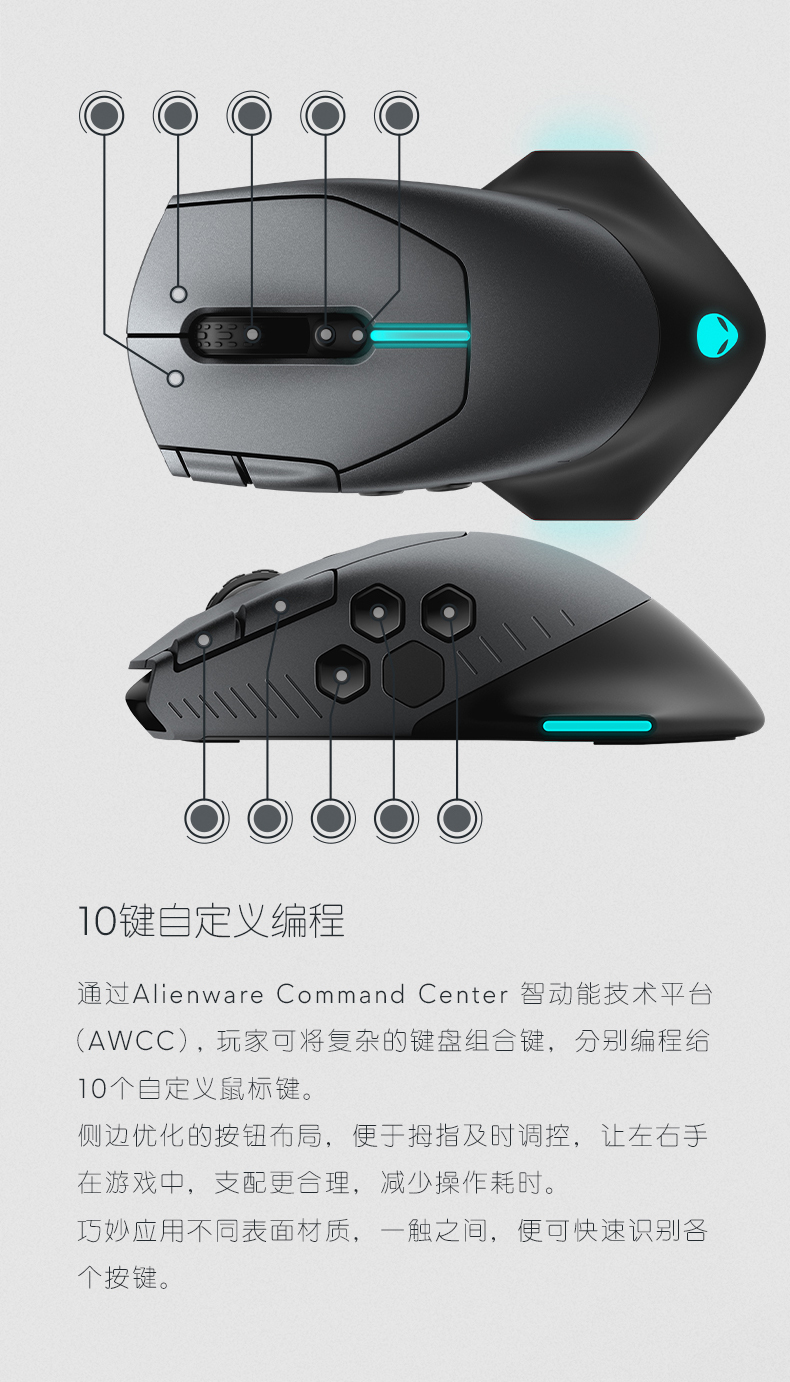 10键自定义编程
通过Alienware Command Center 智动能技术平台
(AWCC)，玩家可将复杂的键盘组合键，分别编程给
10个自定义鼠标键。
侧边优化的按钮布局，便于拇指及时调控，让左右手
在游戏中，支配更合理，减少操作耗时。
巧妙应用不同表面材质，一触之间，便可快速识别各
个按键。